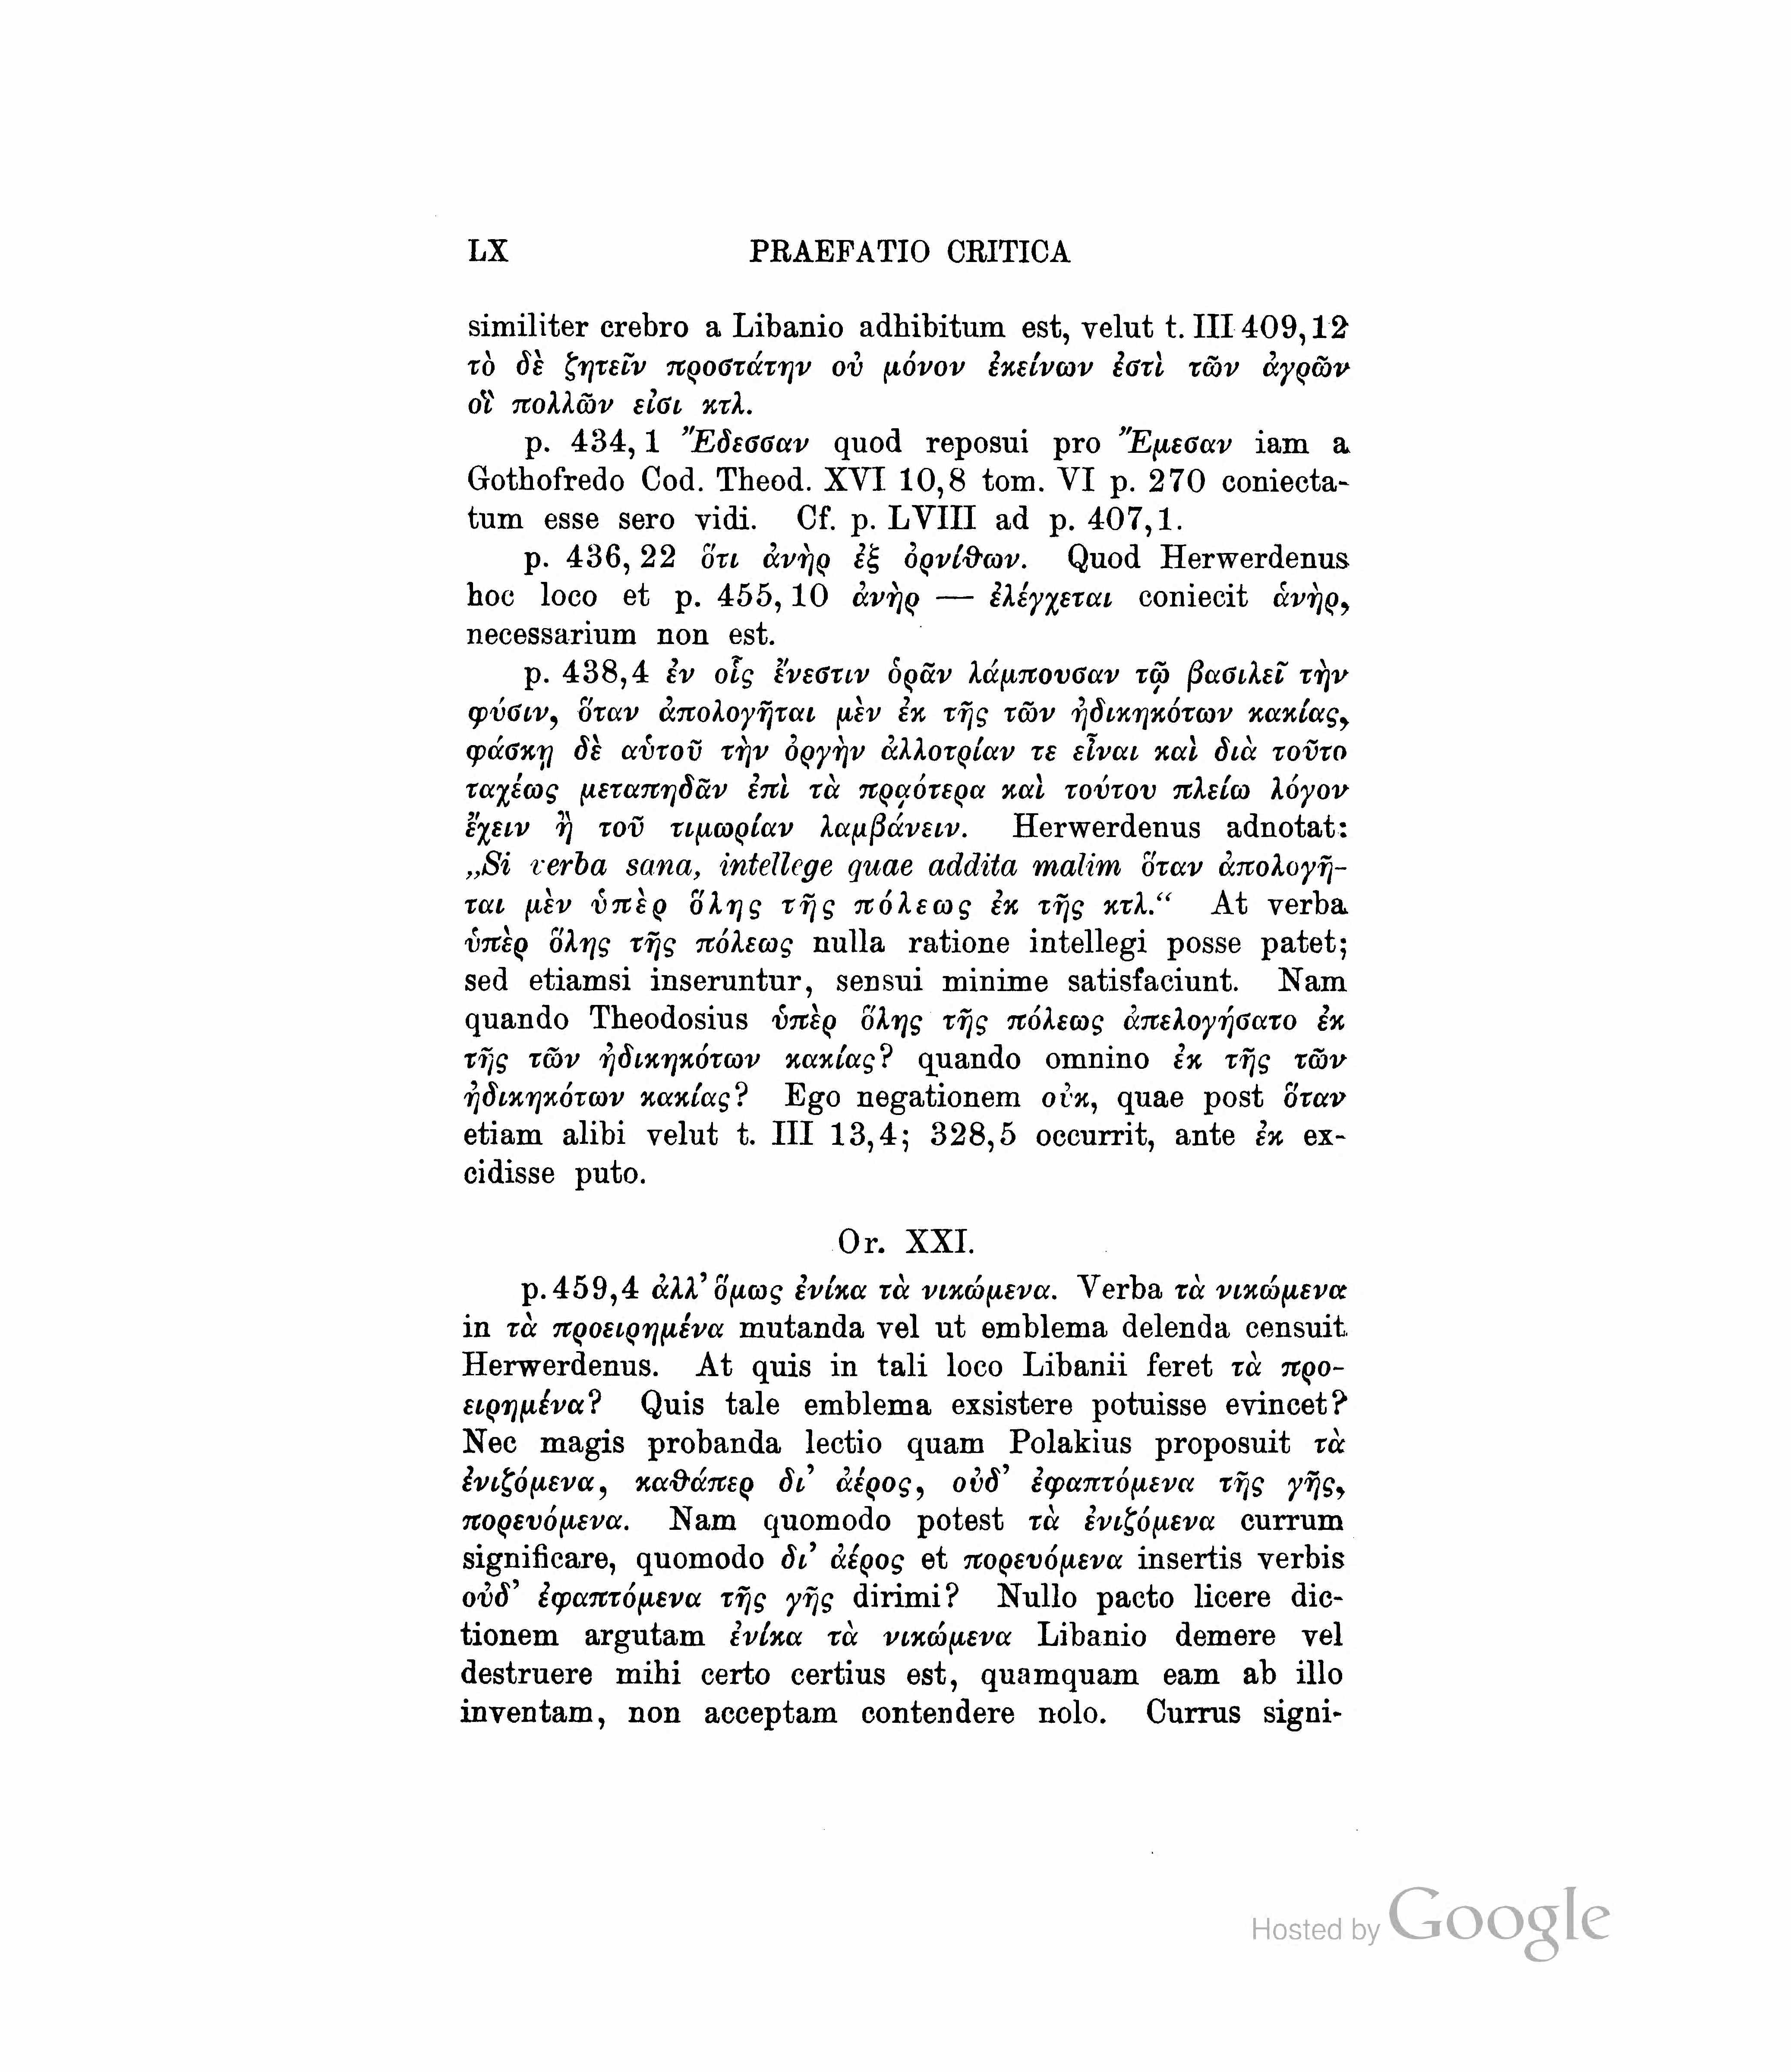 LX PRAEFATIO CRITICA
similiter crebro a Libanio adhibitum est, velut t. III 409,12
τὸ δὲ ζητεῖν προστάτην οὐ μόνον ἐκείνων ἐστὶ τῶν ἀγρῶν
οἳ πολλῶν εἰσι κτλ.
p. 434, 1 Ἔδεσσαν quod reposui pro Ἔμεσαν iam a
Gothofredo Cod. Theod. XVI 10,8 tom. VI p. 270 coniecta-
tum esse sero vidi. Cf. p. LVIII ad p. 407,1.
p. 436, 22 ὅτι ἀνὴρ ἐξ ὀρνίθων. Quod Herwerdenus
hoc loco et p. 455, 10 ἀνὴρ — ἐλέγχεται coniecit ἁνὴρ,
necessarium non est.
p. 438,4 ἐν οἷς ἔνεστιν ὁρᾶν λάμπουσαν τῷ βασιλεῖ τὴν
φύσιν, ὅταν ἀπολογῆται μὲν ἐκ τῆς τῶν ἠδικηκότων κακίας,
φάσκῃ δὲ αὑτοῦ τὴν ὀργὴν ἀλλοτρίαν τε εἶναι καὶ διὰ τοῦτο
ταχέως μεταπηδᾶν ἐπὶ τὰ πρᾳότερα καὶ τούτου πλείω λόγον
ἔχειν ἢ τοῦ τιμωρίαν λαμβάνειν. Herwerdenus adnotat:
„Si verba sana, intellege quae addita malim ὅταν ἀπολογῆ-
ται μὲν ὑπὲρ ὅλης τῆς πόλεως ἐκ τῆς κτλ.“ At verba
ὑπὲρ ὅλης τῆς πόλεως nulla ratione intellegi posse patet;
sed etiamsi inseruntur, sensui minime satisfaciunt. Nam
quando Theodosius ὑπὲρ ὅλης τῆς πόλεως ἀπελογήσατο ἐκ
τῆς τῶν ἠδικηκότων κακίας? quando omnino ἐκ τῆς τῶν
ἠδικηκότων κακίας? Ego negationem οὐκ, quae post ὅταν
etiam alibi velut t. III 13,4; 328,5 occurrit, ante ἐκ ex-
cidisse puto.
Or. XXI.
p. 459,4 ἀλλ’ ὅμως ἐνίκα τὰ νικώμενα. Verba τὰ νικώμενα
in τὰ προειρημένα mutanda vel ut emblema delenda censuit
Herwerdenus. At quis in tali loco Libanii feret τὰ προ-
ειρημένα? Quis tale emblema exsistere potuisse evincet?
Nec magis probanda lectio quam Polakius proposuit τὰ
ἐνιζόμενα, καθάπερ δι’ ἀέρος, οὐδ’ ἐφαπτόμενα τῆς γῆς,
πορευόμενα. Nam quomodo potest τὰ ἐνιζόμενα currum
significare, quomodo δι’ ἀέρος et πορευόμενα insertis verbis
οὐδ’ ἐφαπτόμενα τῆς γῆς dirimi? Nullo pacto licere dic-
tionem argutam ἐνίκα τὰ νικώμενα Libanio demere vel
destruere mihi certo certius est, quamquam eam ab illo
inventam, non acceptam contendere nolo. Currus signi-
Hosted by Google